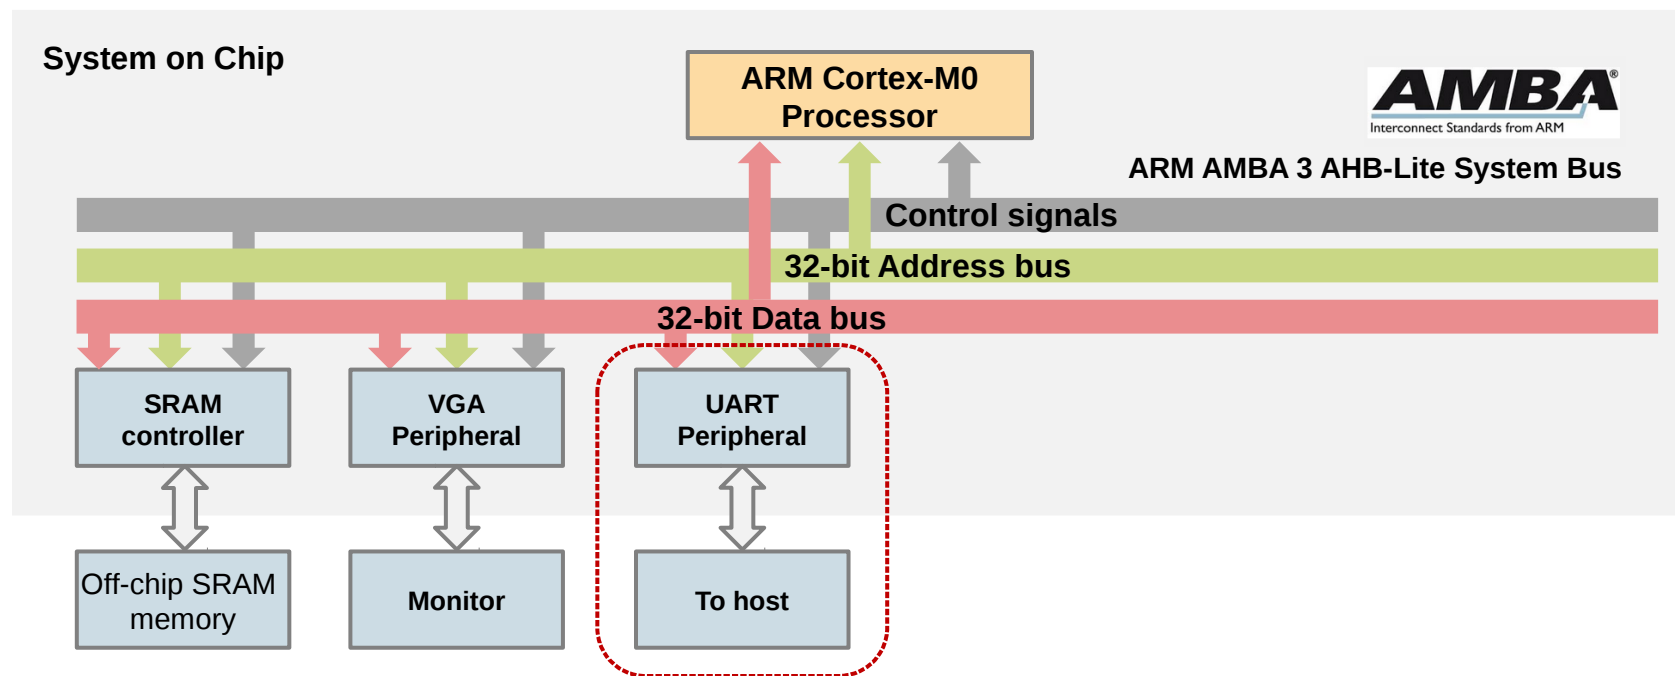 System on Chip
ARM Cortex-M0
Processor
AMBA®
Interconnect Standards from ARM
ARM AMBA 3 AHB-Lite System Bus
Control signals
32-bit Address bus
32-bit Data bus
SRAM
controller
VGA
Peripheral
UART
Peripheral
Off-chip SRAM
memory
Monitor
To host